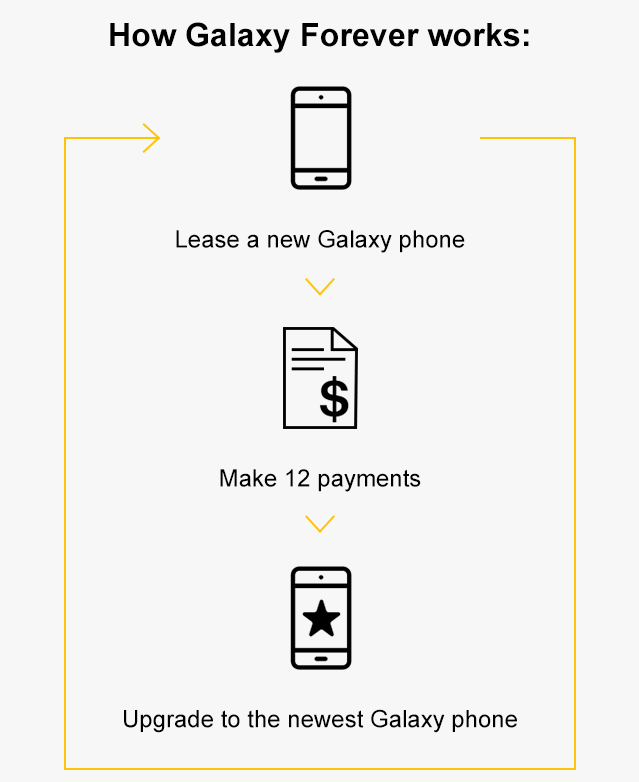 How Galaxy Forever works:
Lease a new Galaxy phone
$
Make 12 payments
Upgrade to the newest Galaxy phone